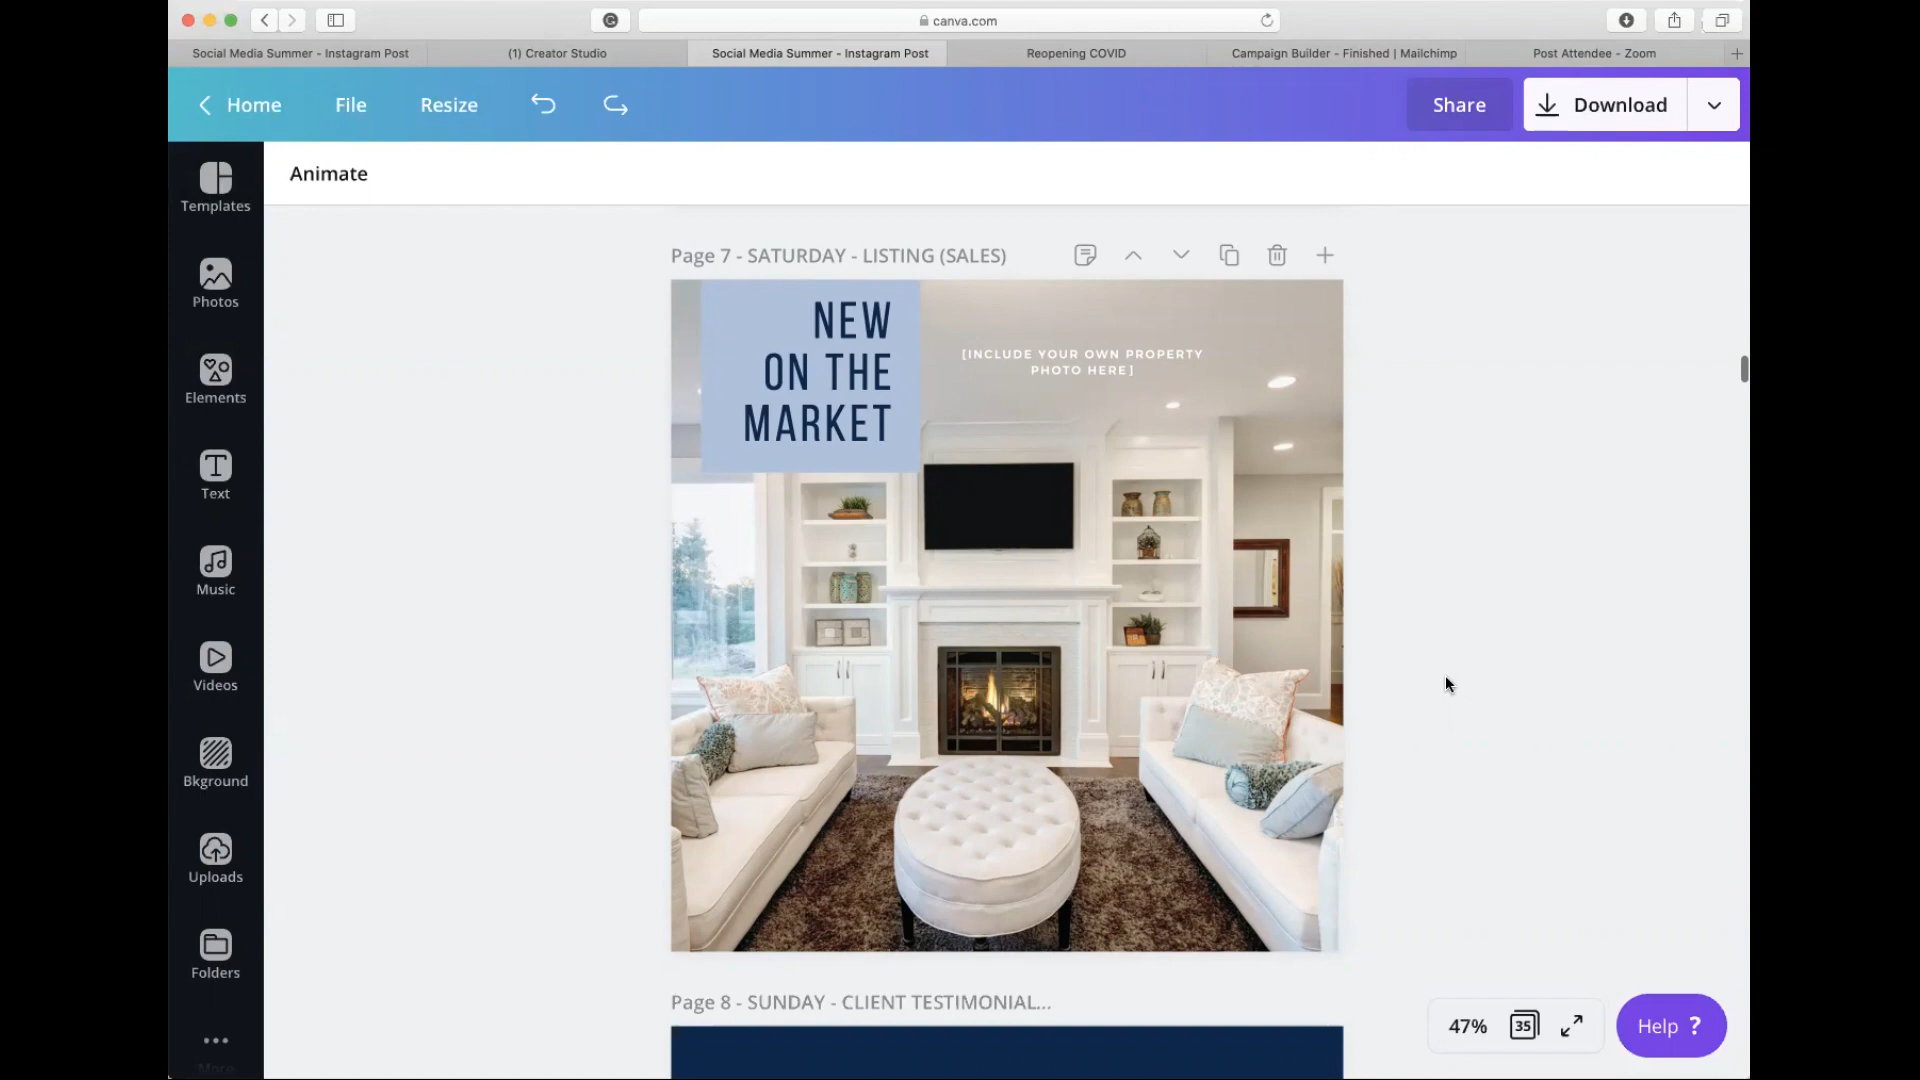 canva.com
Social Media Summer - Instagram Post
(1) Creator Studio
Social Media Summer - Instagram Post
Reopening COVID
Campaign Builder - Finished | Mailchimp
Post Attendee - Zoom
Home
File
Resize
Share
Download
Animate
Templates
Photos
Elements
Text
Music
Videos
Bkground
Uploads
Folders
More
Page 7 - SATURDAY - LISTING (SALES)
NEW
ON THE
MARKET
[INCLUDE YOUR OWN PROPERTY
PHOTO HERE]
Page 8 - SUNDAY - CLIENT TESTIMONIAL...
47%
35
Help ?